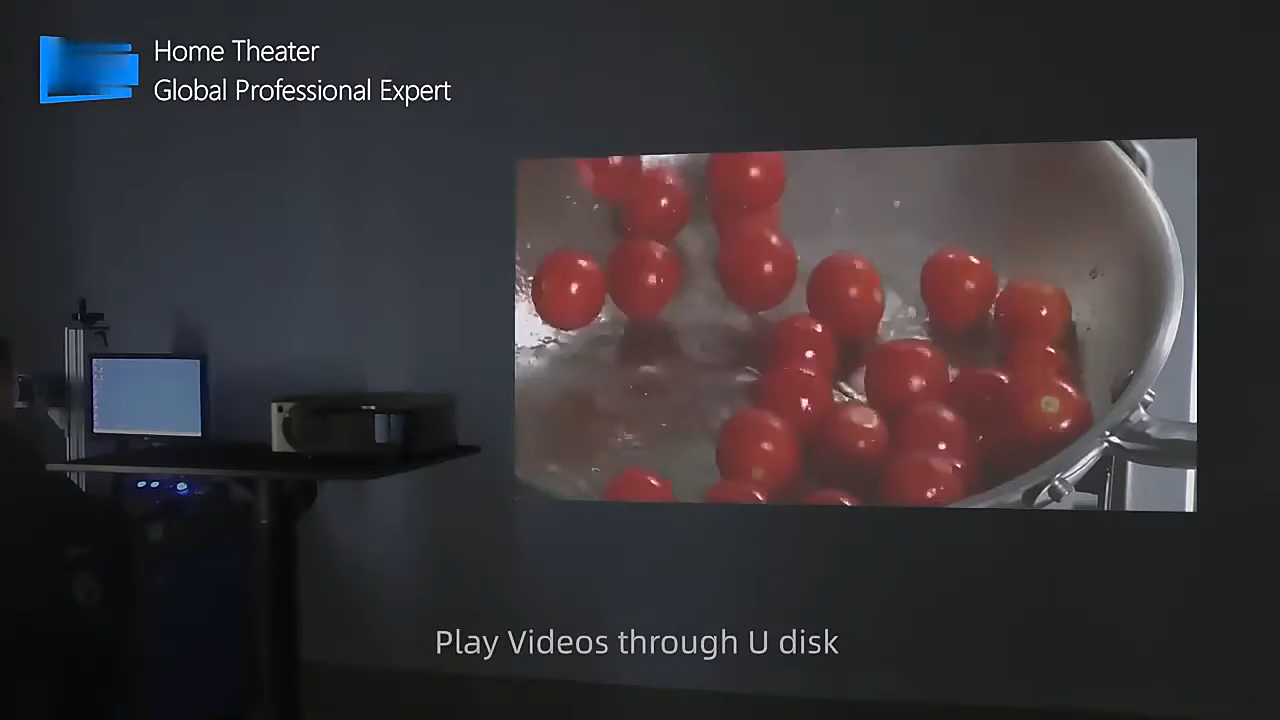 Home Theater
Global Professional Expert
Play Videos through U disk